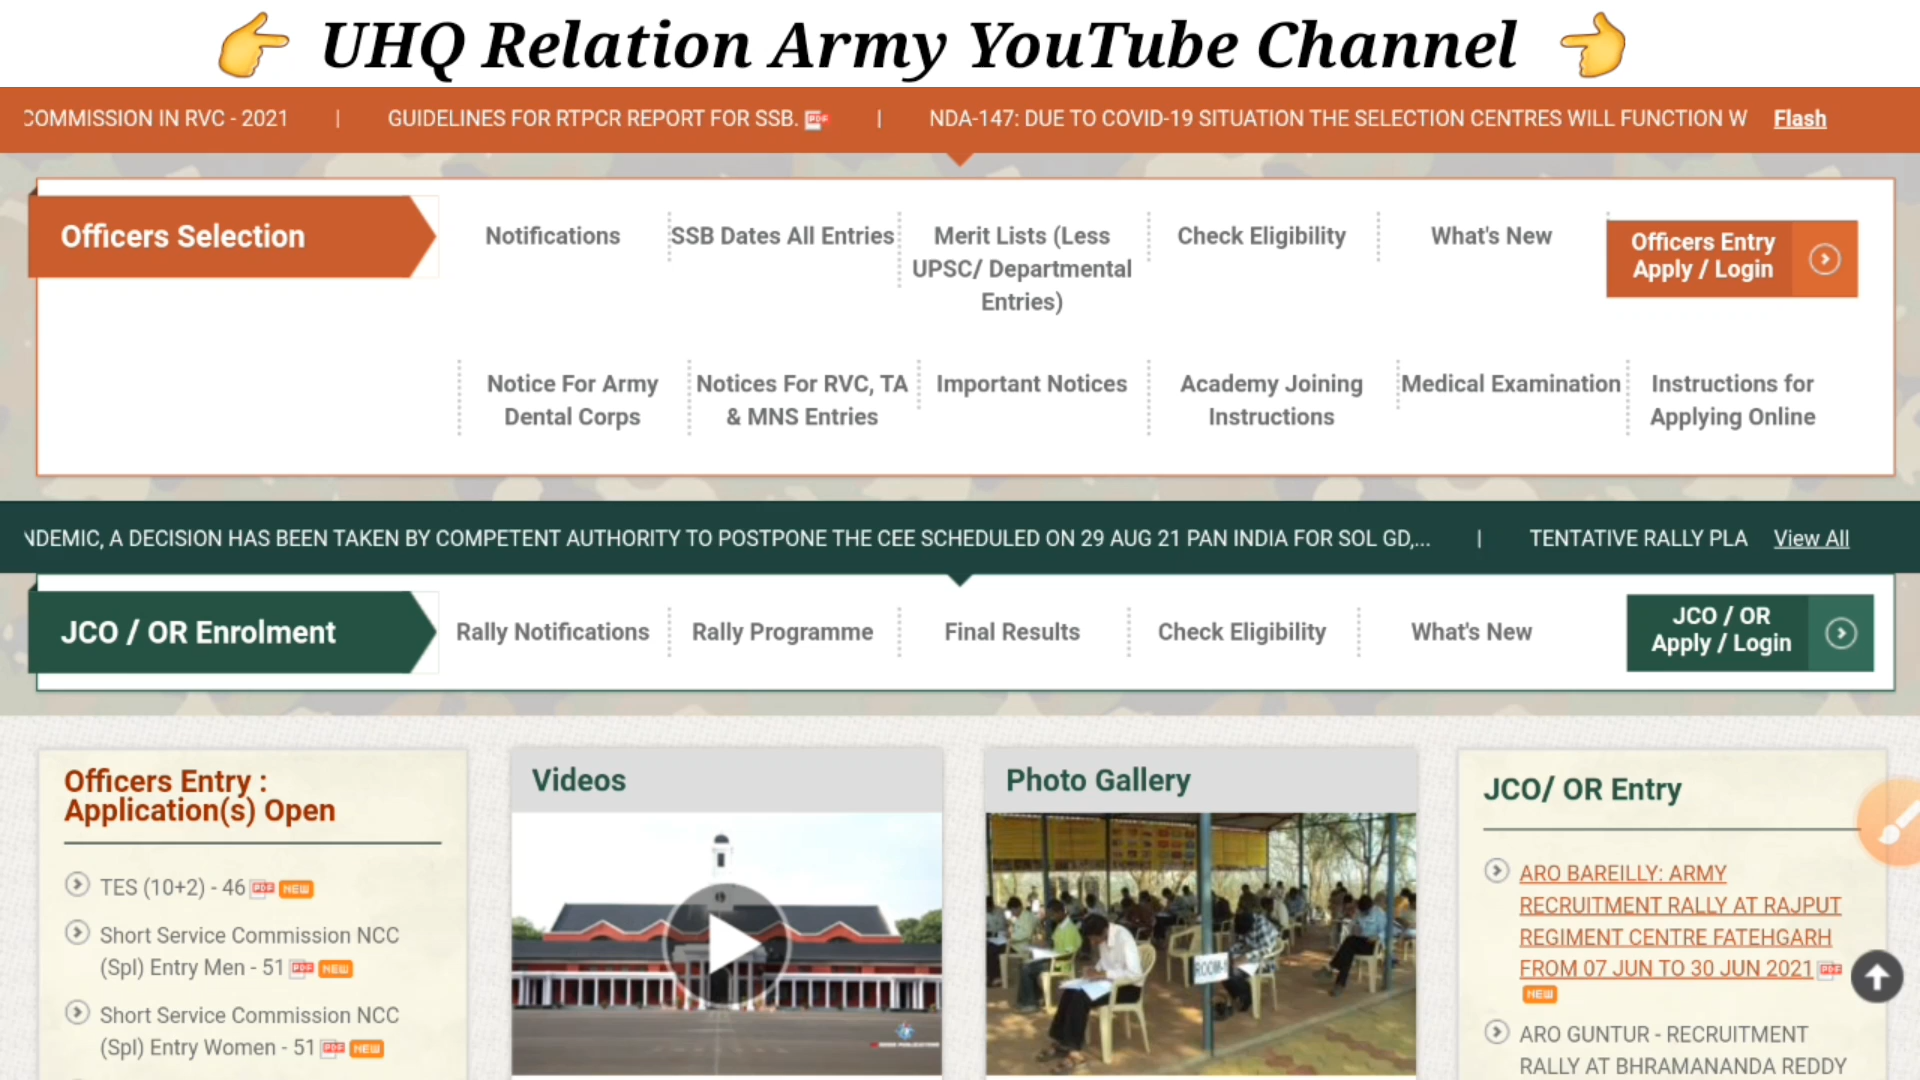 UHQ Relation Army YouTube Channel
COMMISSION IN RVC - 2021 | GUIDELINES FOR RTPCR REPORT FOR SSB. PDF | NDA-147: DUE TO COVID-19 SITUATION THE SELECTION CENTRES WILL FUNCTION W Flash
Officers Selection
Notifications
SSB Dates All Entries
Merit Lists (Less
UPSC/ Departmental
Entries)
Check Eligibility
What's New
Officers Entry
Apply / Login
Notice For Army
Dental Corps
Notices For RVC, TA
& MNS Entries
Important Notices
Academy Joining
Instructions
Medical Examination
Instructions for
Applying Online
NDEMIC, A DECISION HAS BEEN TAKEN BY COMPETENT AUTHORITY TO POSTPONE THE CEE SCHEDULED ON 29 AUG 21 PAN INDIA FOR SOL GD,... | TENTATIVE RALLY PLA View All
JCO / OR Enrolment
Rally Notifications
Rally Programme
Final Results
Check Eligibility
What's New
JCO / OR
Apply / Login
Officers Entry :
Application(s) Open
TES (10+2) - 46 PDF NEW
Short Service Commission NCC
(Spl) Entry Men - 51 PDF NEW
Short Service Commission NCC
(Spl) Entry Women - 51 PDF NEW
Videos
Photo Gallery
ROOM-1
JCO/ OR Entry
ARO BAREILLY: ARMY
RECRUITMENT RALLY AT RAJPUT
REGIMENT CENTRE FATEHGARH
FROM 07 JUN TO 30 JUN 2021 PDF
NEW
ARO GUNTUR - RECRUITMENT
RALLY AT BHRAMANANDA REDDY